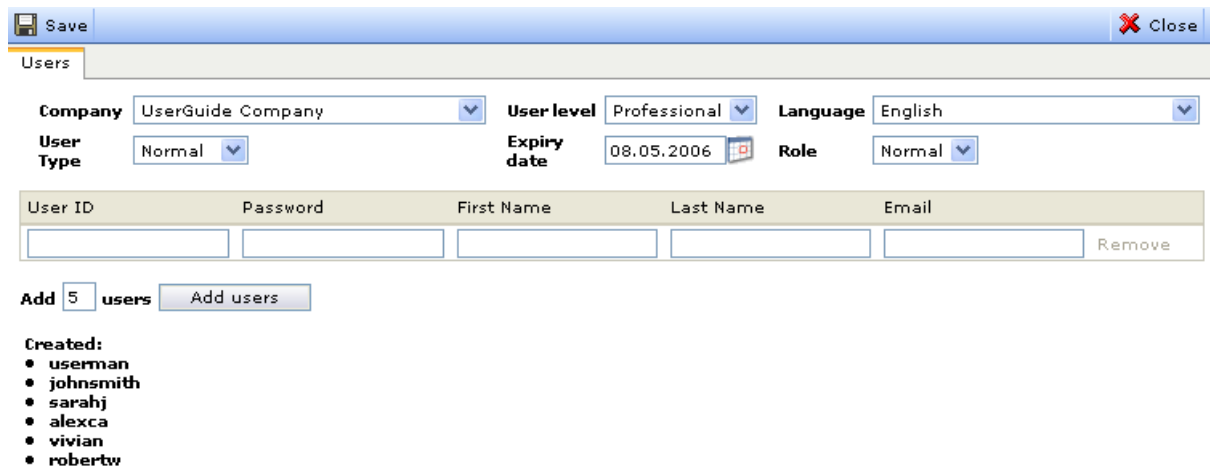 Save Close
Users
Company UserGuide Company User level Professional Language English
User Type Normal Expiry date 08.05.2006 Role Normal
User ID Password First Name Last Name Email
Remove
Add 5 users Add users
Created:
• userman
• johnsmith
• sarahj
• alexca
• vivian
• robertw